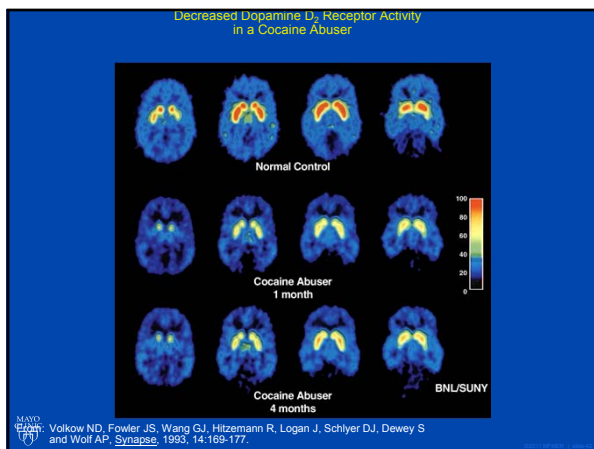 Decreased Dopamine D₂ Receptor Activity
in a Cocaine Abuser
Normal Control
100
80
60
40
20
0
Cocaine Abuser
1 month
Cocaine Abuser
4 months
BNL/SUNY
MAYO
CLINIC
From: Volkow ND, Fowler JS, Wang GJ, Hitzemann R, Logan J, Schlyer DJ, Dewey S
and Wolf AP, Synapse, 1993, 14:169-177.